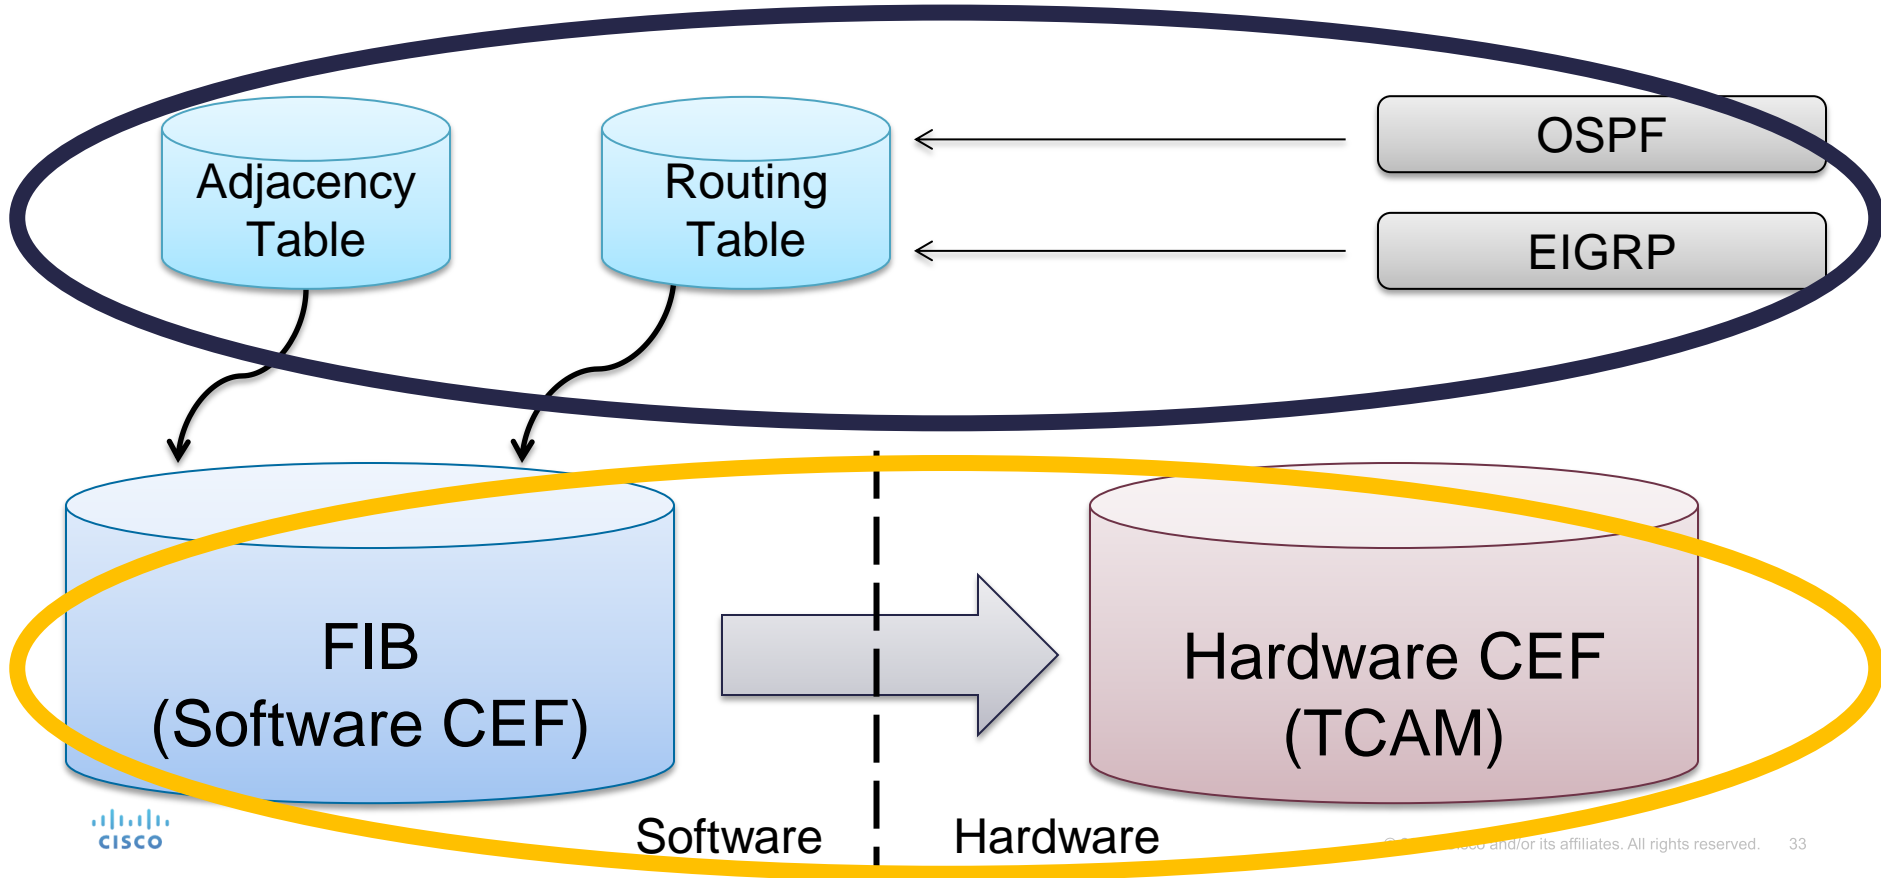 Adjacency
Table
Routing
Table
OSPF
EIGRP
FIB
(Software CEF)
Hardware CEF
(TCAM)
Software
Hardware
CISCO
and/or its affiliates. All rights reserved. 33